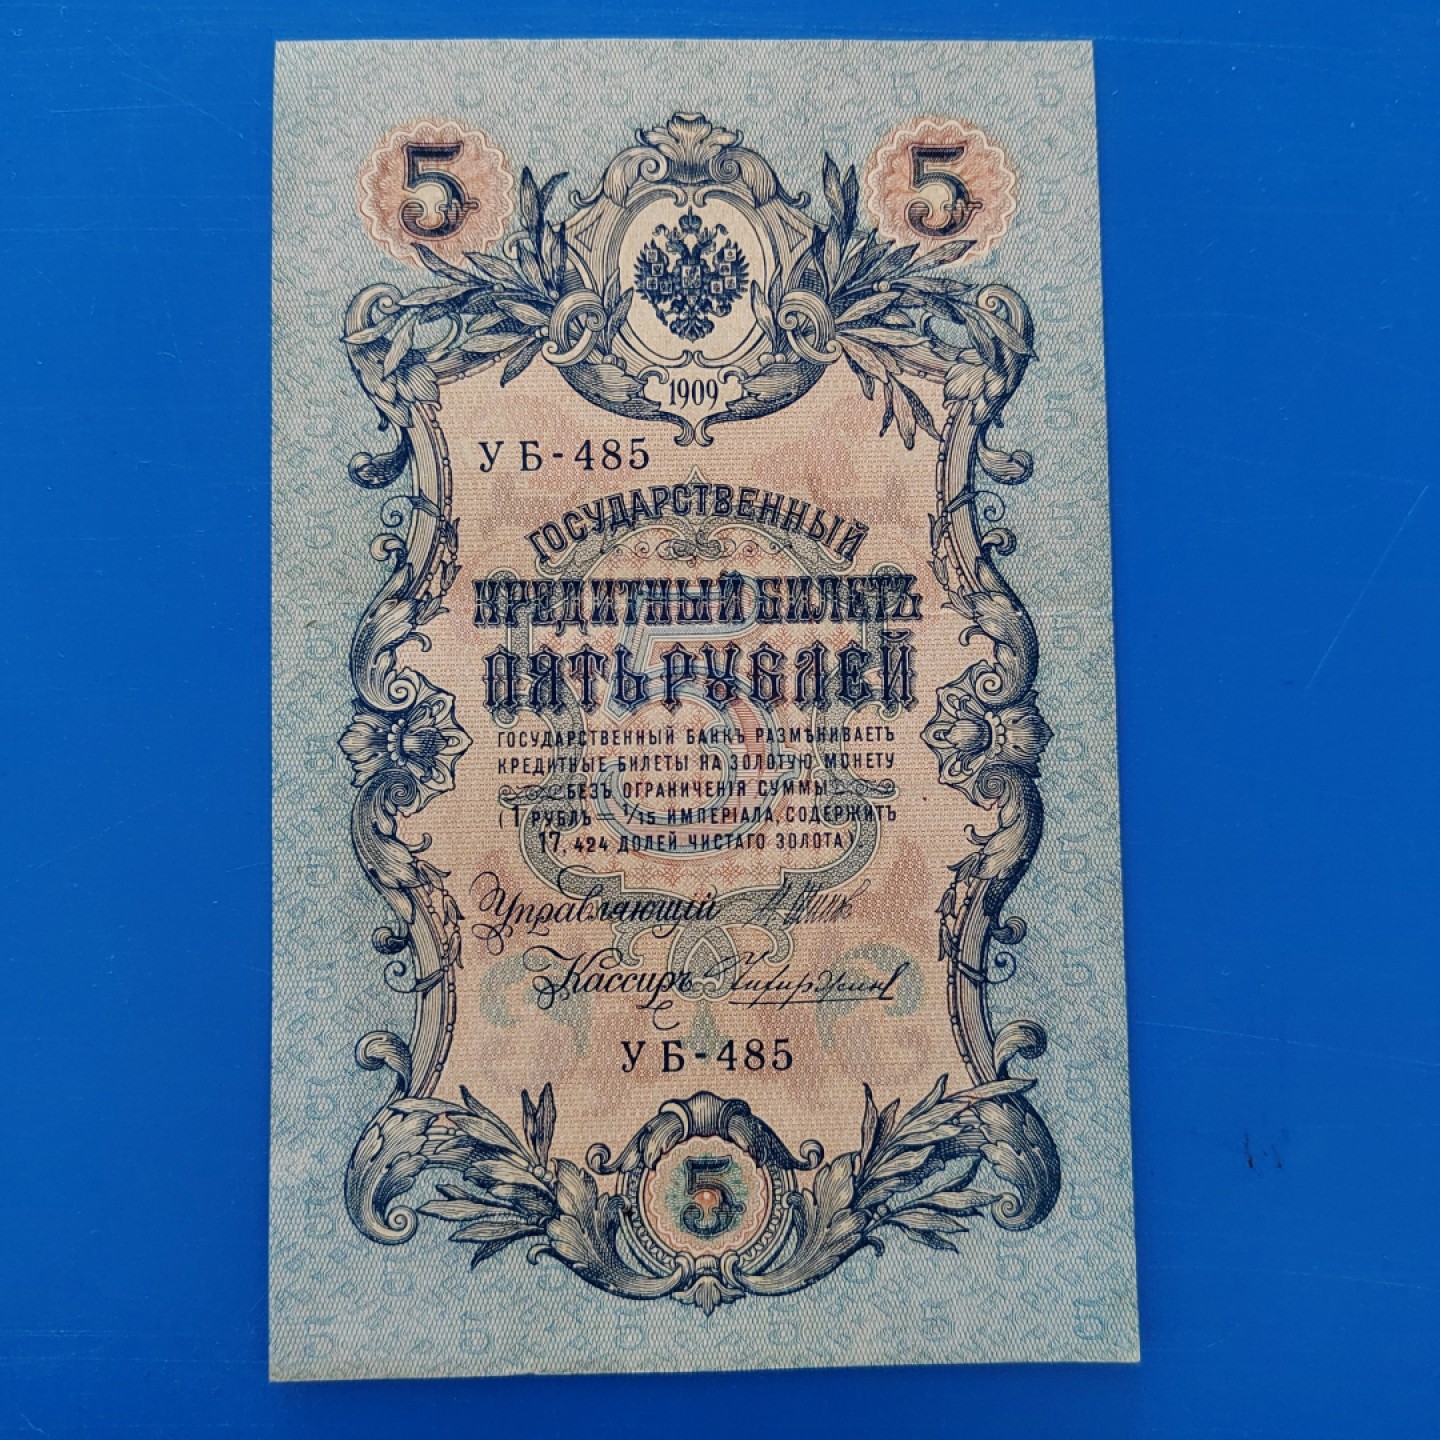 5 5
1909
УБ-485
ГОСУДАРСТВЕННЫЙ
КРЕДИТНЫЙ БИЛЕТЪ
5
ПЯТЬ РУБЛЕЙ
ГОСУДАРСТВЕННЫЙ БАНКЪ РАЗМѢНИВАЕТЪ
КРЕДИТНЫЕ БИЛЕТЫ НА ЗОЛОТУЮ МОНЕТУ
БЕЗЪ ОГРАНИЧЕНІЯ СУММЫ
(1 РУБЛЬ = 1/15 ИМПЕРІАЛА, СОДЕРЖИТЪ
17, 424 ДОЛЕЙ ЧИСТАГО ЗОЛОТА).
Управляющій
Кассиръ
УБ-485
5